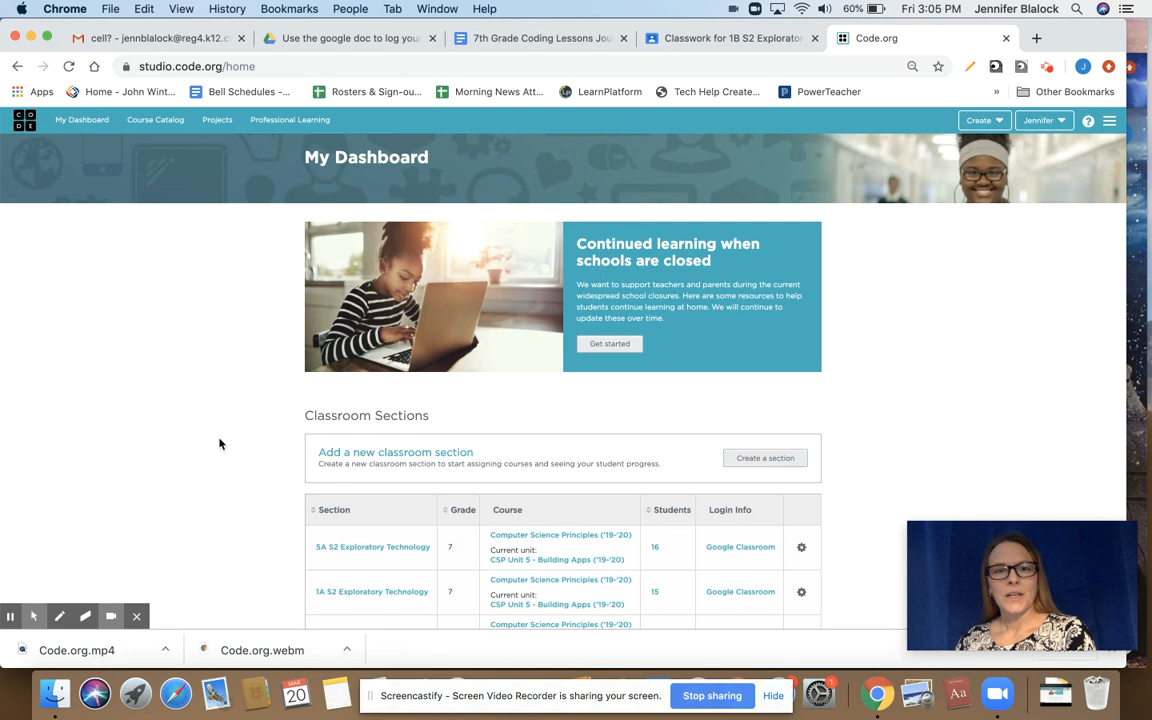 Chrome File Edit View History Bookmarks People Tab Window Help 60% Fri 3:05 PM Jennifer Blalock
cell? - jennblalock@reg4.k12.c Use the google doc to log your 7th Grade Coding Lessons Jou Classwork for 1B S2 Explorator Code.org
studio.code.org/home
Apps Home - John Wint... Bell Schedules -... Rosters & Sign-ou... Morning News Att... LearnPlatform Tech Help Create... PowerTeacher » Other Bookmarks
CO
DE
My Dashboard Course Catalog Projects Professional Learning Create Jennifer ?
My Dashboard
Continued learning when
schools are closed
We want to support teachers and parents during the current
widespread school closures. Here are some resources to help
students continue learning at home. We will continue to
update these over time.
Get started
Classroom Sections
Add a new classroom section
Create a new classroom section to start assigning courses and seeing your student progress.
Create a section
Section Grade Course Students Login Info
5A S2 Exploratory Technology 7 Computer Science Principles ('19-'20) 16 Google Classroom
Current unit:
CSP Unit 5 - Building Apps ('19-'20)
1A S2 Exploratory Technology 7 Computer Science Principles ('19-'20) 15 Google Classroom
Current unit:
CSP Unit 5 - Building Apps ('19-'20)
Computer Science Principles ('19-'20)
Code.org.mp4 Code.org.webm
MAR
20
Screencastify - Screen Video Recorder is sharing your screen. Stop sharing Hide
1
Aa